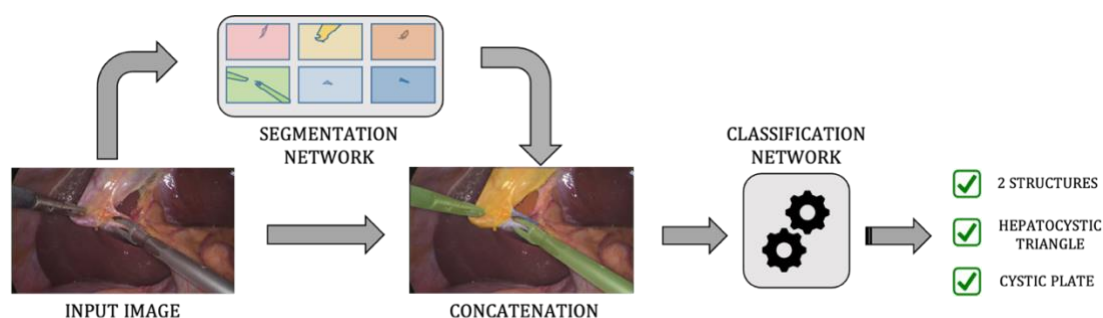 SEGMENTATION
NETWORK
CLASSIFICATION
NETWORK
2 STRUCTURES
HEPATOCYSTIC
TRIANGLE
CYSTIC PLATE
INPUT IMAGE
CONCATENATION